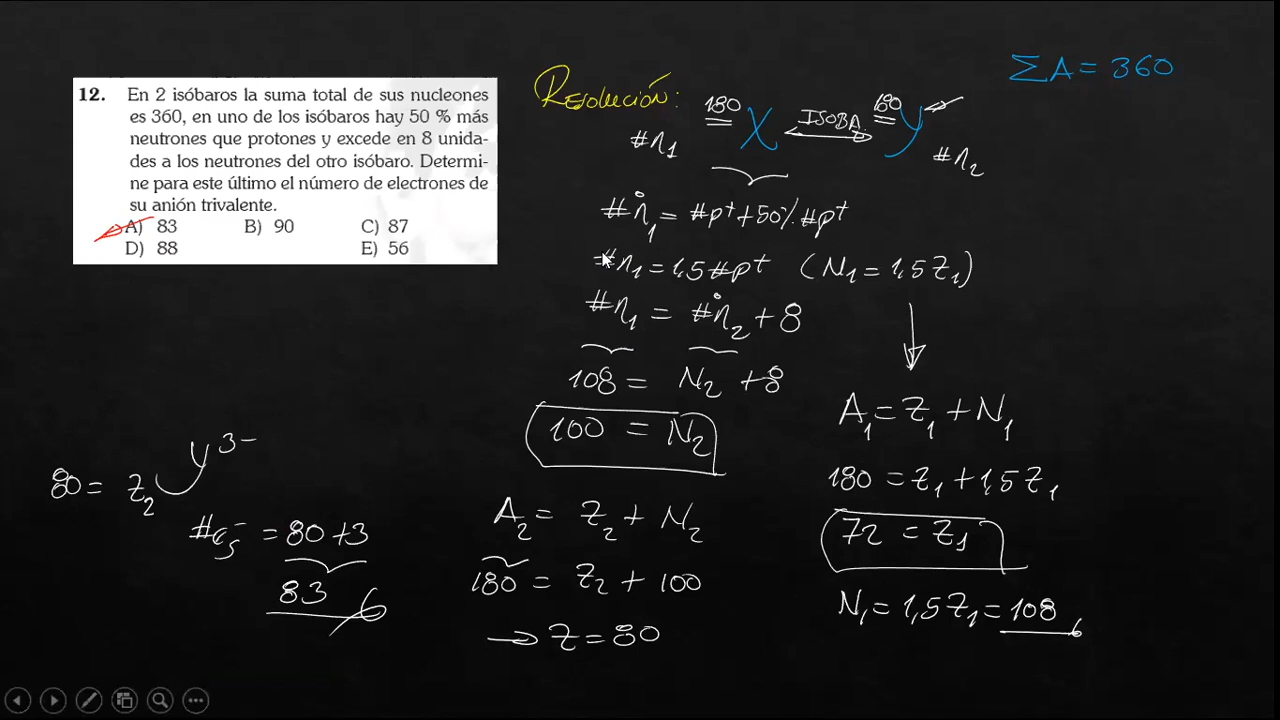 12. En 2 isóbaros la suma total de sus nucleones
es 360, en uno de los isóbaros hay 50 % más
neutrones que protones y excede en 8 unida-
des a los neutrones del otro isóbaro. Determi-
ne para este último el número de electrones de
su anión trivalente.
A) 83 B) 90 C) 87
D) 88 E) 56
Resolución:
ΣA = 360
#n₁ ¹⁸⁰X ISOBA. ¹⁸⁰Y #n₂
#n̊₁ = #p⁺ + 50% #p⁺
#n₁ = 1,5 #p⁺ (N₁ = 1,5 Z₁)
#n₁ = #n̊₂ + 8
108 = N₂ + 8
100 = N₂
A₁ = Z₁ + N₁
180 = Z₁ + 1,5 Z₁
72 = Z₁
N₁ = 1,5 Z₁ = 108
A₂ = Z₂ + N₂
180 = Z₂ + 100
→ Z = 80
80 = Z₂ Y³⁻
= 80 + 3
83